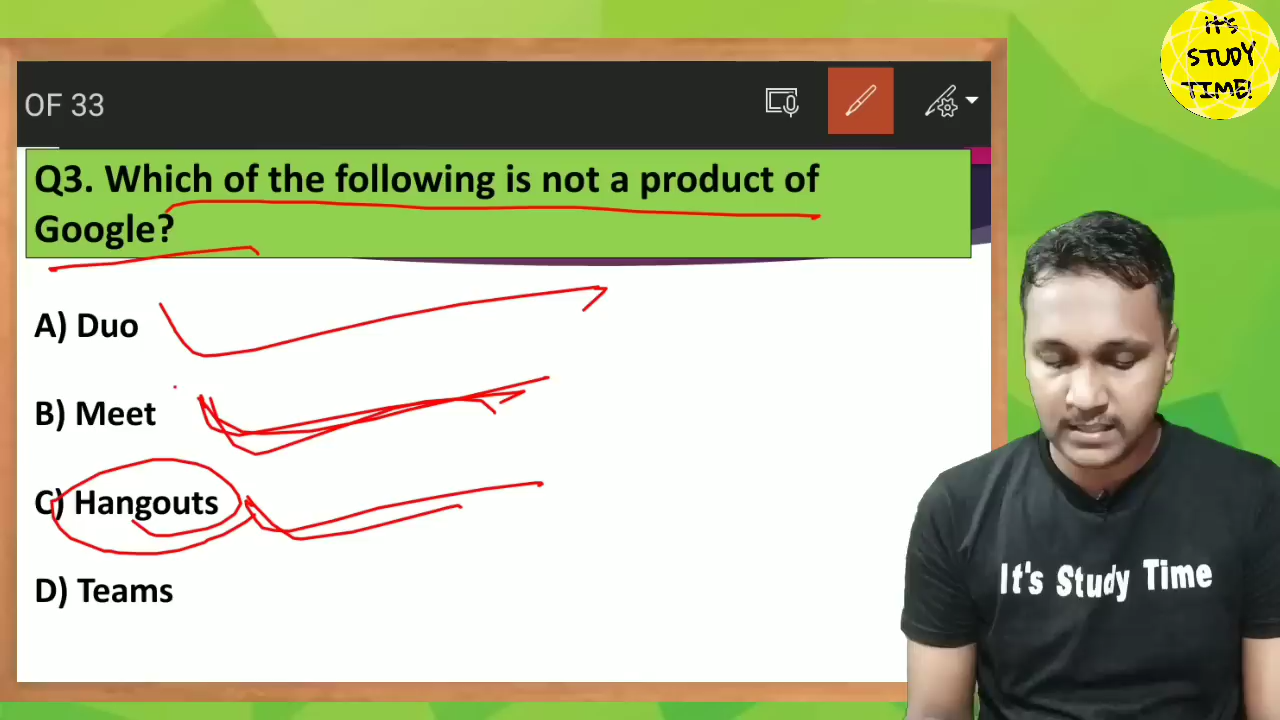 IT'S
STUDY
TIME!
OF 33
Q3. Which of the following is not a product of
Google?
A) Duo
B) Meet
C) Hangouts
D) Teams
It's Study Time